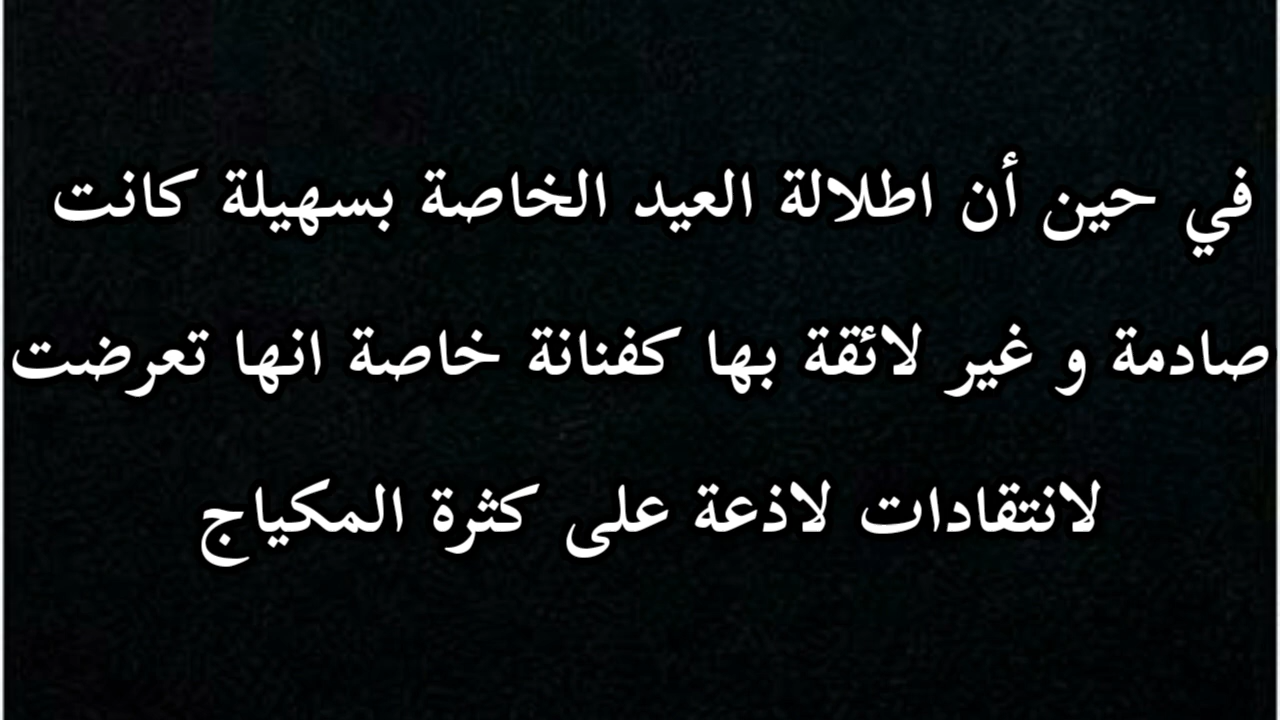 في حين أن اطلالة العيد الخاصة بسهيلة كانت
صادمة و غير لائقة بها كفنانة خاصة انها تعرضت
لانتقادات لاذعة على كثرة المكياج